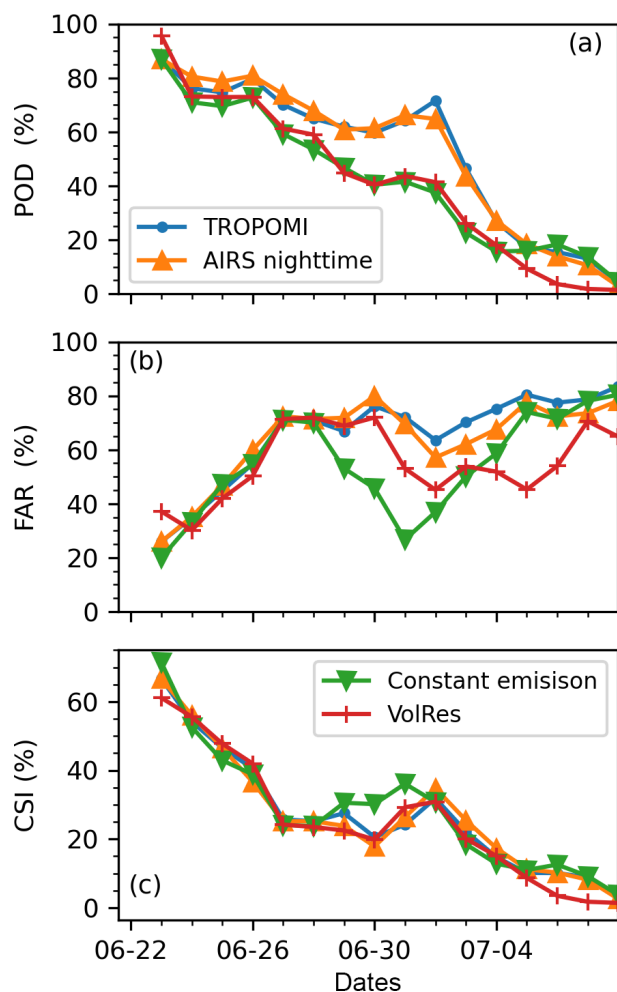 100
80
60
40
20
0
POD (%)
(a)
TROPOMI
AIRS nighttime
100
80
60
40
20
0
FAR (%)
(b)
60
40
20
0
CSI (%)
Constant emisison
VolRes
(c)
06-22 06-26 06-30 07-04
Dates